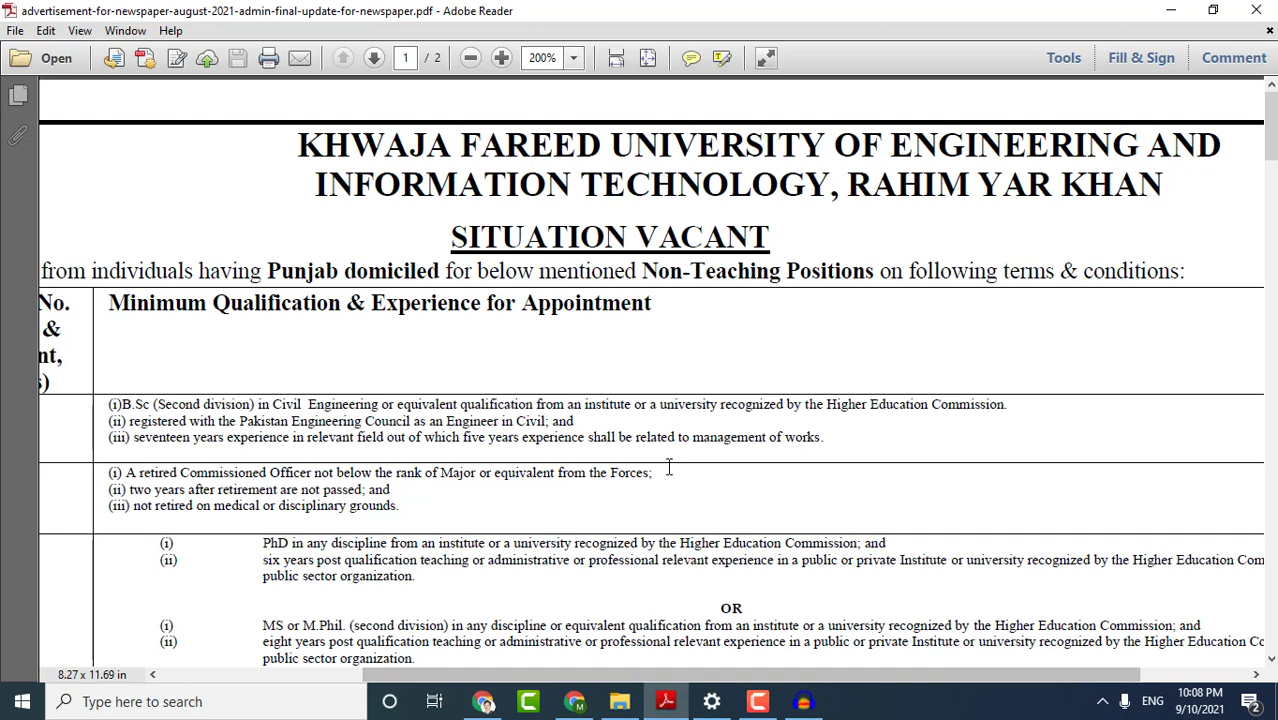 advertisement-for-newspaper-august-2021-admin-final-update-for-newspaper.pdf - Adobe Reader
File Edit View Window Help
Open 1 / 2 200% Tools Fill & Sign Comment
KHWAJA FAREED UNIVERSITY OF ENGINEERING AND
INFORMATION TECHNOLOGY, RAHIM YAR KHAN
SITUATION VACANT
from individuals having Punjab domiciled for below mentioned Non-Teaching Positions on following terms & conditions:
No. Minimum Qualification & Experience for Appointment
&
nt,
s)
(i)B.Sc (Second division) in Civil Engineering or equivalent qualification from an institute or a university recognized by the Higher Education Commission.
(ii) registered with the Pakistan Engineering Council as an Engineer in Civil; and
(iii) seventeen years experience in relevant field out of which five years experience shall be related to management of works.
(i) A retired Commissioned Officer not below the rank of Major or equivalent from the Forces;
(ii) two years after retirement are not passed; and
(iii) not retired on medical or disciplinary grounds.
(i) PhD in any discipline from an institute or a university recognized by the Higher Education Commission; and
(ii) six years post qualification teaching or administrative or professional relevant experience in a public or private Institute or university recognized by the Higher Education Com
public sector organization.
OR
(i) MS or M.Phil. (second division) in any discipline or equivalent qualification from an institute or a university recognized by the Higher Education Commission; and
(ii) eight years post qualification teaching or administrative or professional relevant experience in a public or private Institute or university recognized by the Higher Education Co
public sector organization.
8.27 x 11.69 in
Type here to search ENG 10:08 PM
9/10/2021 2